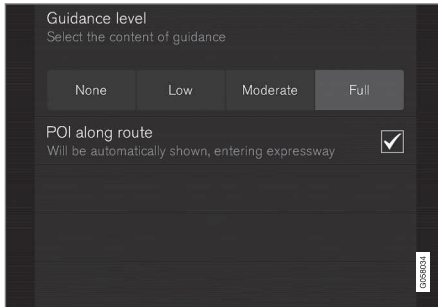 Guidance level
Select the content of guidance
None Low Moderate Full
POI along route
Will be automatically shown, entering expressway
G058034